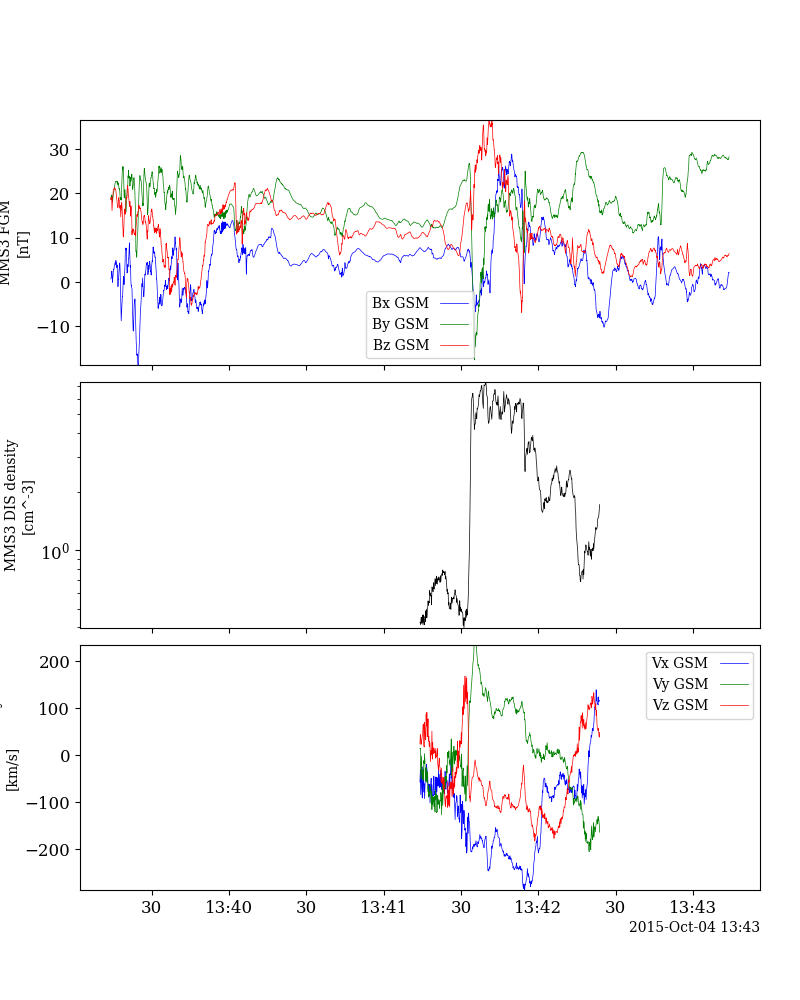 MMS3 FGM
[nT]
30
20
10
0
−10
Bx GSM
By GSM
Bz GSM
MMS3 DIS density
[cm^-3]
10^0
[km/s]
200
100
0
−100
−200
Vx GSM
Vy GSM
Vz GSM
30
13:40
30
13:41
30
13:42
30
13:43
2015-Oct-04 13:43